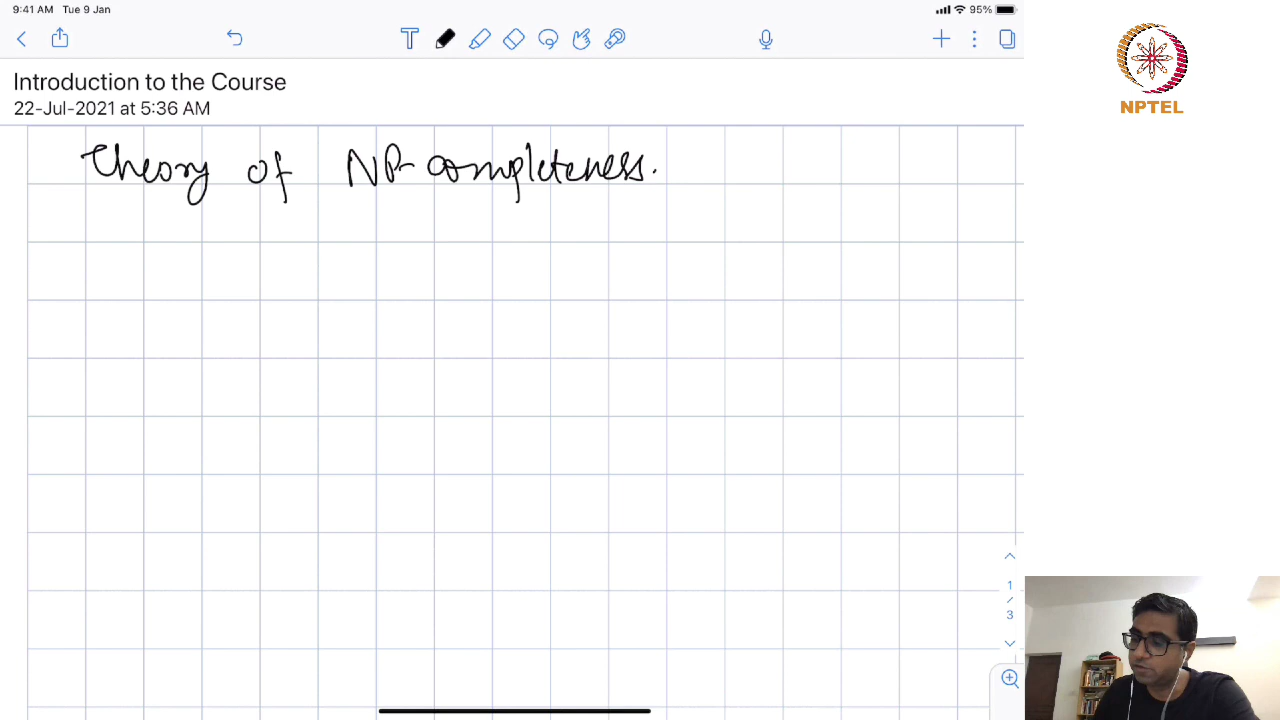 9:41 AM Tue 9 Jan
95%
Introduction to the Course
22-Jul-2021 at 5:36 AM
NPTEL
Theory of NP-completeness.
1
/
3